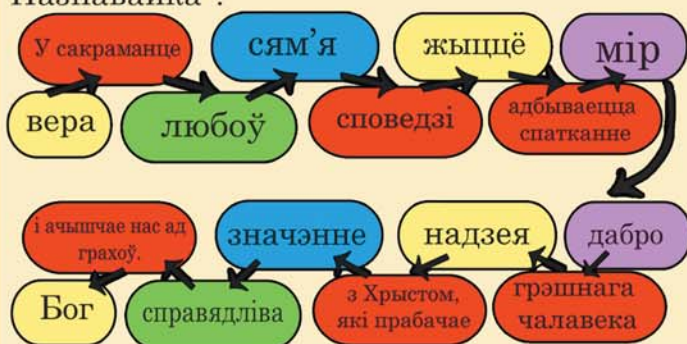 У сакраманце
сям’я
жыццё
мір
вера
любоў
споведзі
адбываецца
спатканне
і ачышчае нас ад
грахоў.
значэнне
надзея
дабро
Бог
справядліва
з Хрыстом,
які прабачае
грэшнага
чалавека